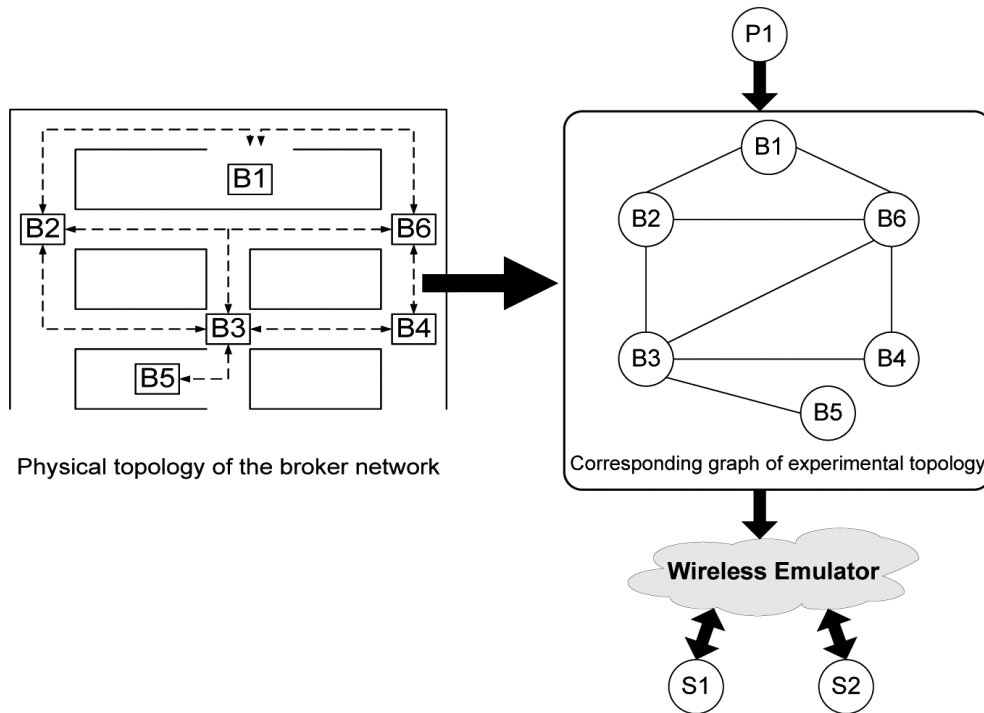 P1
B1
B2
B6
B3
B4
B5
Physical topology of the broker network
B1
B2
B6
B3
B4
B5
Corresponding graph of experimental topology
Wireless Emulator
S1
S2